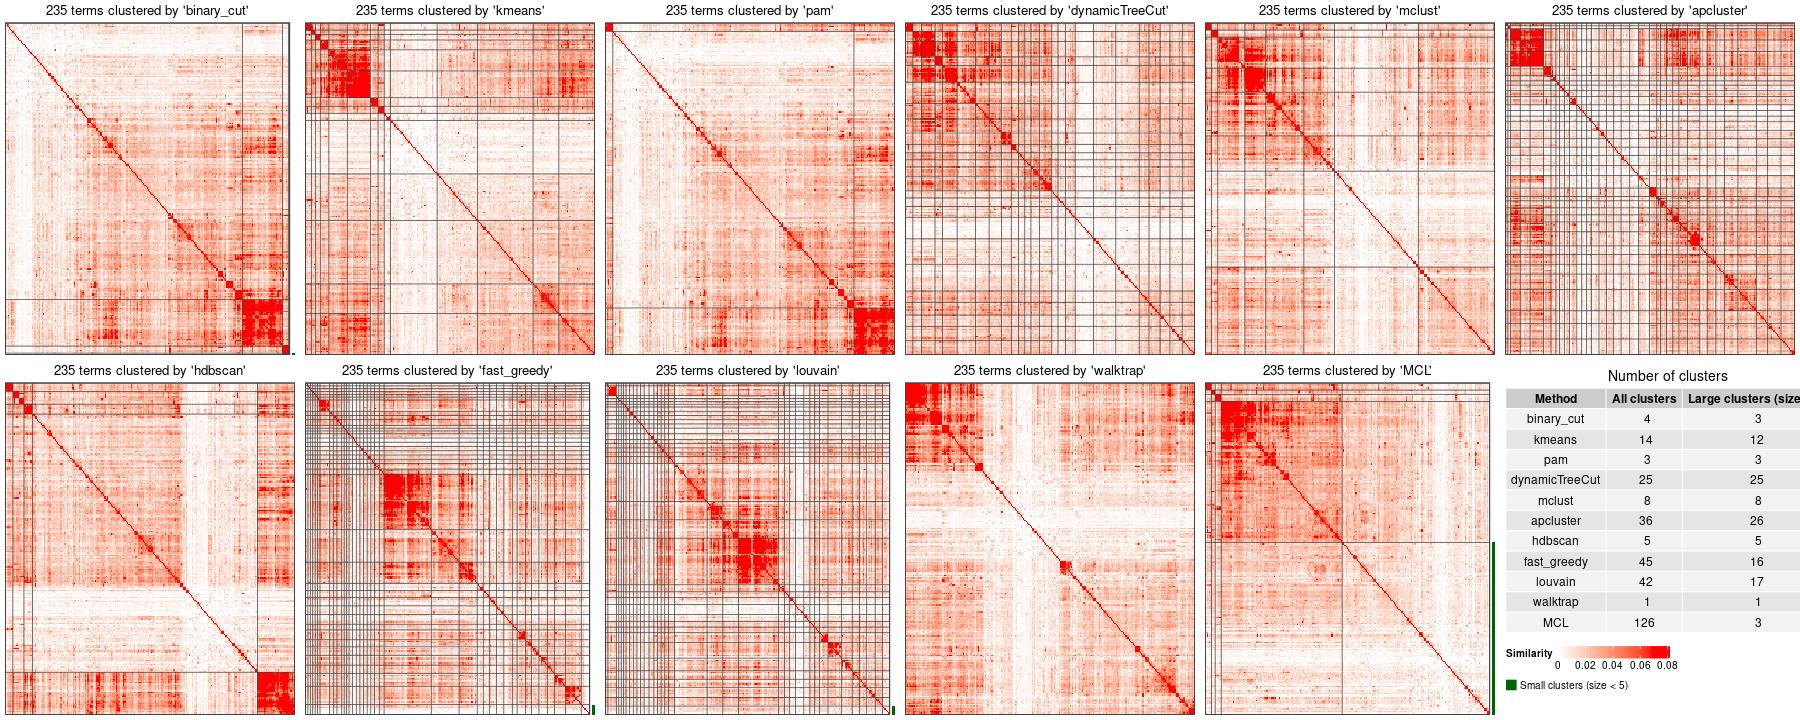 235 terms clustered by 'binary_cut'
235 terms clustered by 'kmeans'
235 terms clustered by 'pam'
235 terms clustered by 'dynamicTreeCut'
235 terms clustered by 'mclust'
235 terms clustered by 'apcluster'
235 terms clustered by 'hdbscan'
235 terms clustered by 'fast_greedy'
235 terms clustered by 'louvain'
235 terms clustered by 'walktrap'
235 terms clustered by 'MCL'
Number of clusters
Method All clusters Large clusters (size
binary_cut 4 3
kmeans 14 12
pam 3 3
dynamicTreeCut 25 25
mclust 8 8
apcluster 36 26
hdbscan 5 5
fast_greedy 45 16
louvain 42 17
walktrap 1 1
MCL 126 3
Similarity
0 0.02 0.04 0.06 0.08
Small clusters (size < 5)